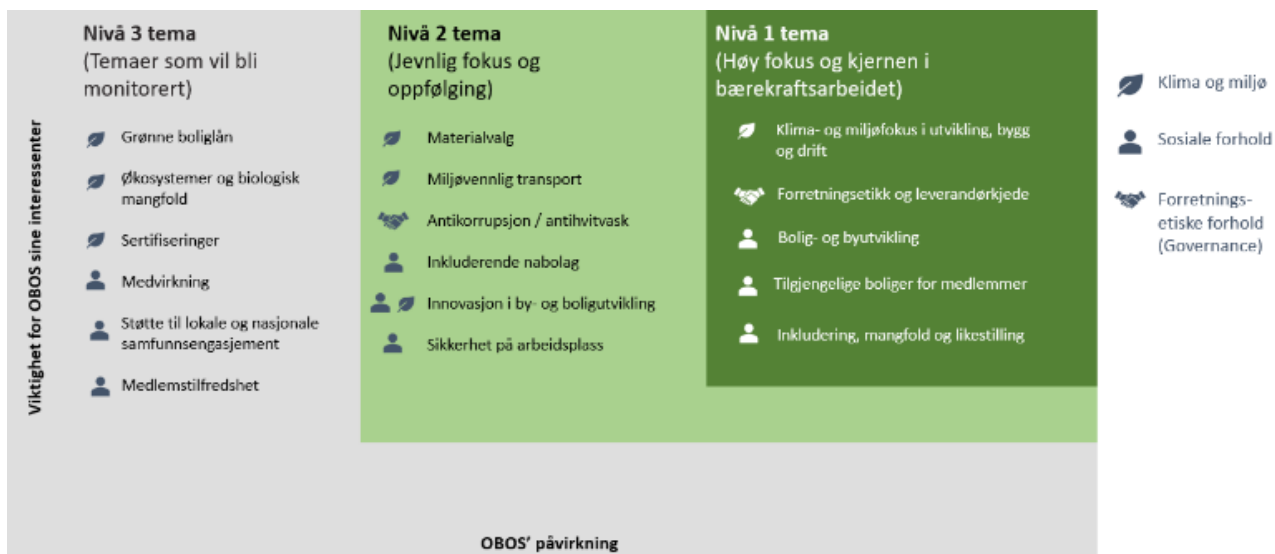 Nivå 3 tema
(Temaer som vil bli
monitorert)
Grønne boliglån
Økosystemer og biologisk
mangfold
Sertifiseringer
Medvirkning
Støtte til lokale og nasjonale
samfunnsengasjement
Medlemstilfredshet
Nivå 2 tema
(Jevnlig fokus og
oppfølging)
Materialvalg
Miljøvennlig transport
Antikorrupsjon / antihvitvask
Inkluderende nabolag
Innovasjon i by- og boligutvikling
Sikkerhet på arbeidsplass
Nivå 1 tema
(Høy fokus og kjernen i
bærekraftsarbeidet)
Klima- og miljøfokus i utvikling, bygg
og drift
Forretningsetikk og leverandørkjede
Bolig- og byutvikling
Tilgjengelige boliger for medlemmer
Inkludering, mangfold og likestilling
Klima og miljø
Sosiale forhold
Forretnings-
etiske forhold
(Governance)
Viktighet for OBOS sine interessenter
OBOS' påvirkning